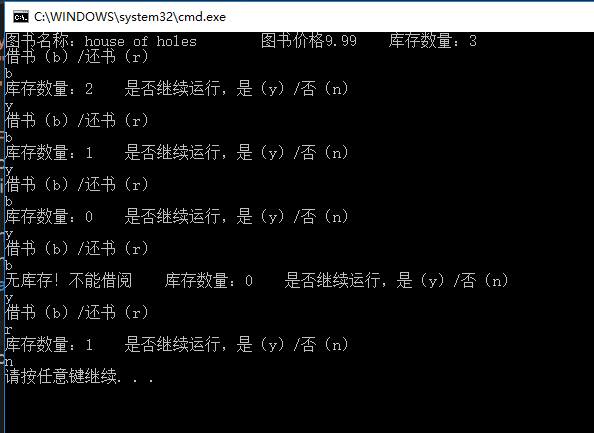 C:\WINDOWS\system32\cmd.exe
图书名称：house of holes 图书价格9.99 库存数量：3
借书（b）/还书（r）
b
库存数量：2 是否继续运行，是（y）/否（n）
y
借书（b）/还书（r）
b
库存数量：1 是否继续运行，是（y）/否（n）
y
借书（b）/还书（r）
b
库存数量：0 是否继续运行，是（y）/否（n）
y
借书（b）/还书（r）
b
无库存！不能借阅 库存数量：0 是否继续运行，是（y）/否（n）
y
借书（b）/还书（r）
r
库存数量：1 是否继续运行，是（y）/否（n）
n
请按任意键继续. . .